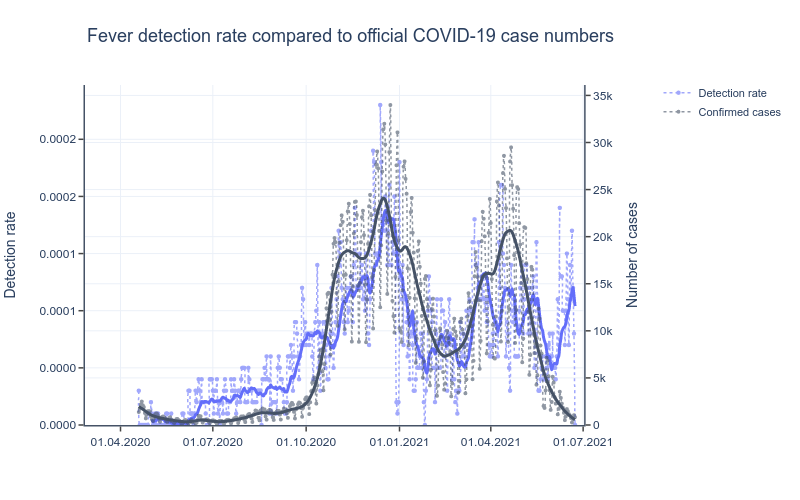 Fever detection rate compared to official COVID-19 case numbers
Detection rate
Confirmed cases
35k
30k
25k
20k
15k
10k
5k
0
0.0002
0.0002
0.0001
0.0001
0.0000
0.0000
Detection rate
Number of cases
01.04.2020
01.07.2020
01.10.2020
01.01.2021
01.04.2021
01.07.2021